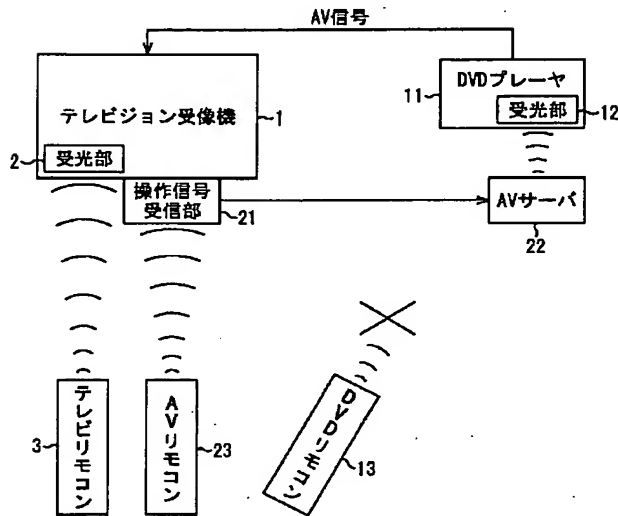 AV信号
DVDプレーヤ
11
受光部
12
テレビジョン受像機
1
2
受光部
操作信号
受信部
21
AVサーバ
22
テレビリモコン
3
AVリモコン
23
DVDリモコン
13